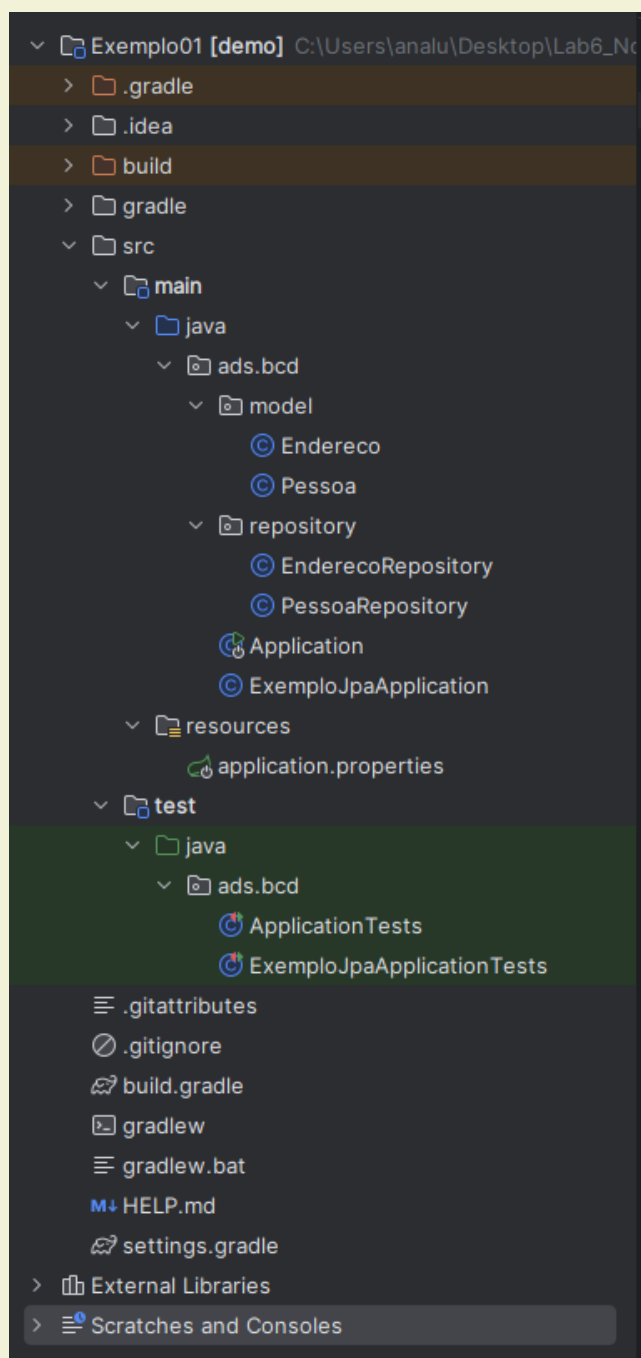 Exemplo01 [demo] C:\Users\analu\Desktop\Lab6_No
.gradle
.idea
build
gradle
src
main
java
ads.bcd
model
Endereco
Pessoa
repository
EnderecoRepository
PessoaRepository
Application
ExemploJpaApplication
resources
application.properties
test
java
ads.bcd
ApplicationTests
ExemploJpaApplicationTests
.gitattributes
.gitignore
build.gradle
gradlew
gradlew.bat
M↓ HELP.md
settings.gradle
External Libraries
Scratches and Consoles